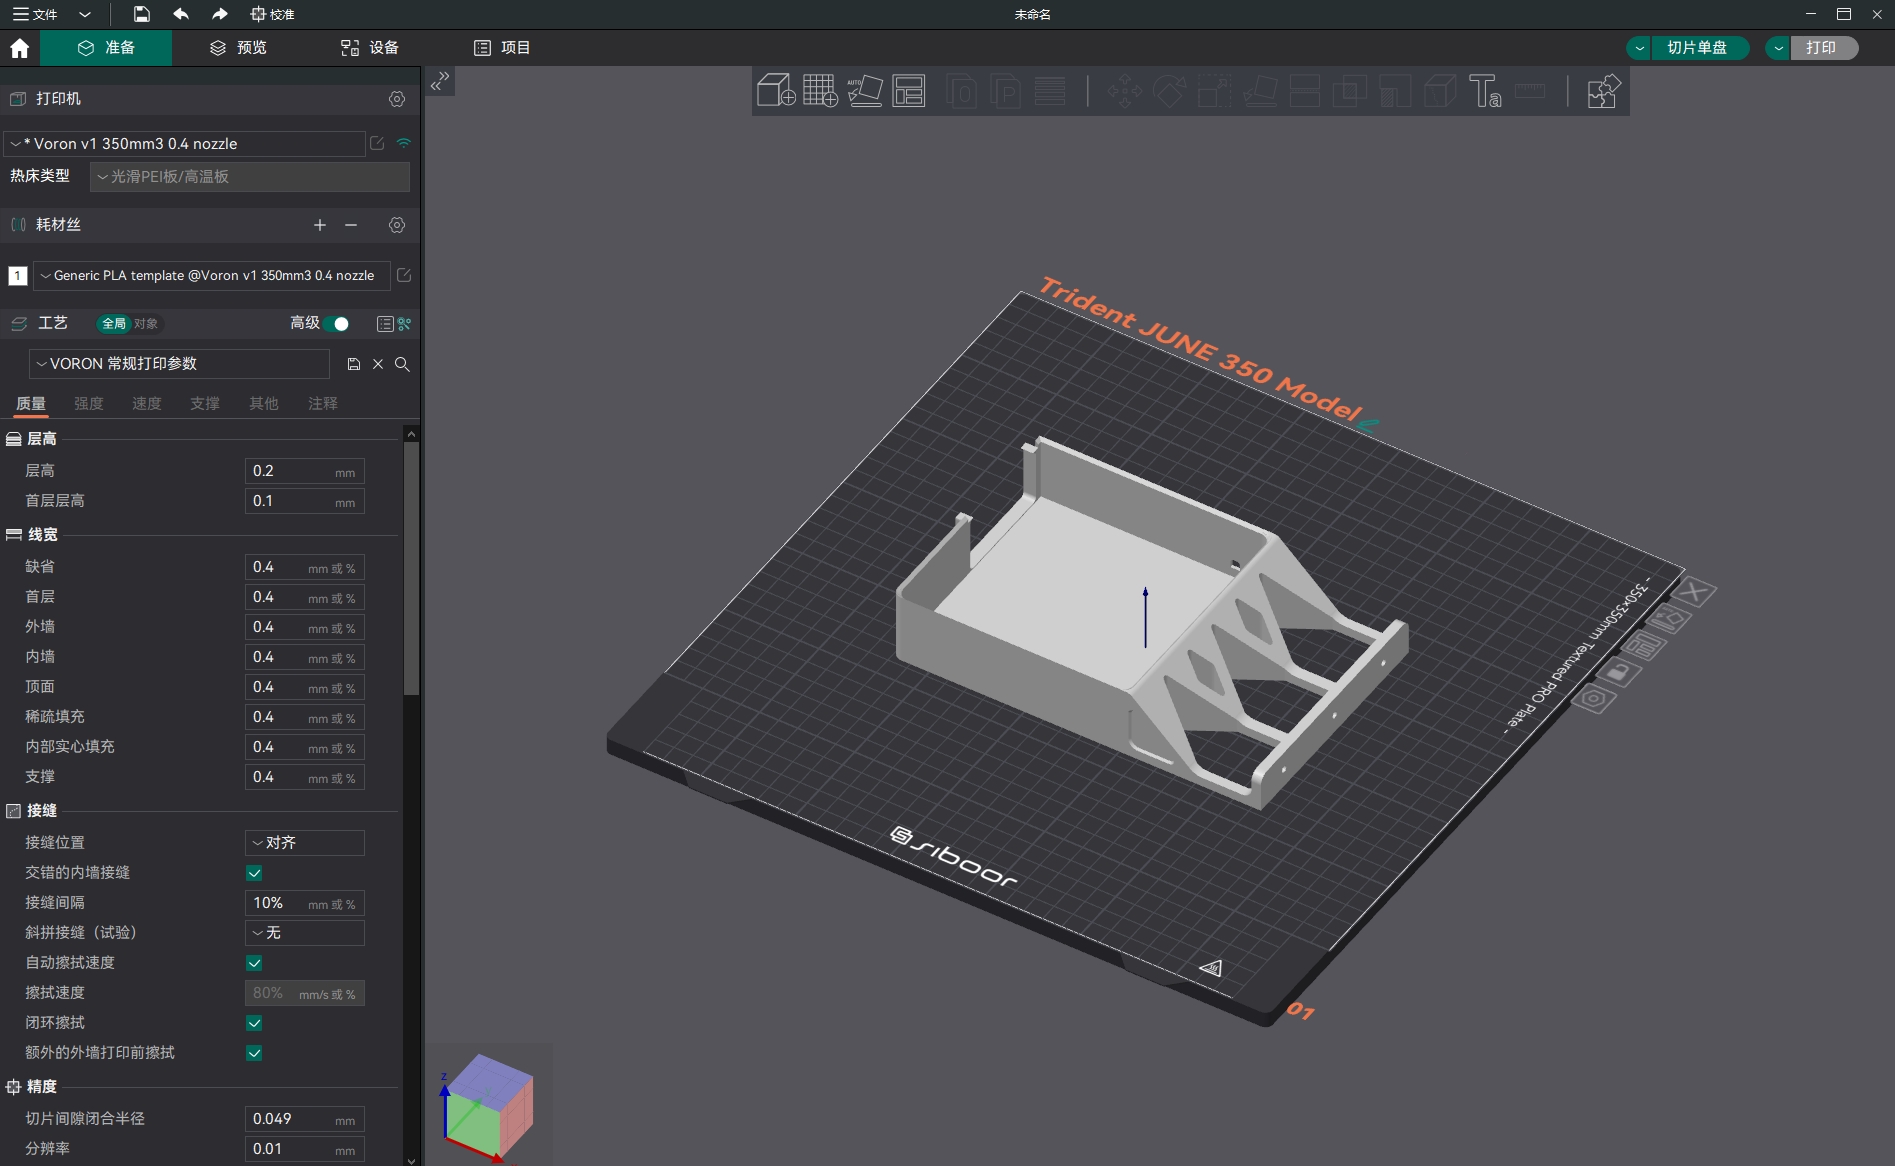 文件
校准
未命名
准备
预览
设备
项目
切片单盘
打印
打印机
* Voron v1 350mm3 0.4 nozzle
热床类型
光滑PEI板/高温板
耗材丝
1
Generic PLA template @Voron v1 350mm3 0.4 nozzle
工艺
全局
对象
高级
VORON 常规打印参数
质量
强度
速度
支撑
其他
注释
层高
层高 0.2 mm
首层层高 0.1 mm
线宽
缺省 0.4 mm 或 %
首层 0.4 mm 或 %
外墙 0.4 mm 或 %
内墙 0.4 mm 或 %
顶面 0.4 mm 或 %
稀疏填充 0.4 mm 或 %
内部实心填充 0.4 mm 或 %
支撑 0.4 mm 或 %
接缝
接缝位置 对齐
交错的内墙接缝
接缝间隔 10% mm 或 %
斜拼接缝（试验） 无
自动擦拭速度
擦拭速度 80% mm/s 或 %
闭环擦拭
额外的外墙打印前擦拭
精度
切片间隙闭合半径 0.049 mm
分辨率 0.01 mm
AUTO
O
P
Ta
Trident JUNE 350 Model
- 350x350mm Textured PRO Plate -
siboor
01
Z